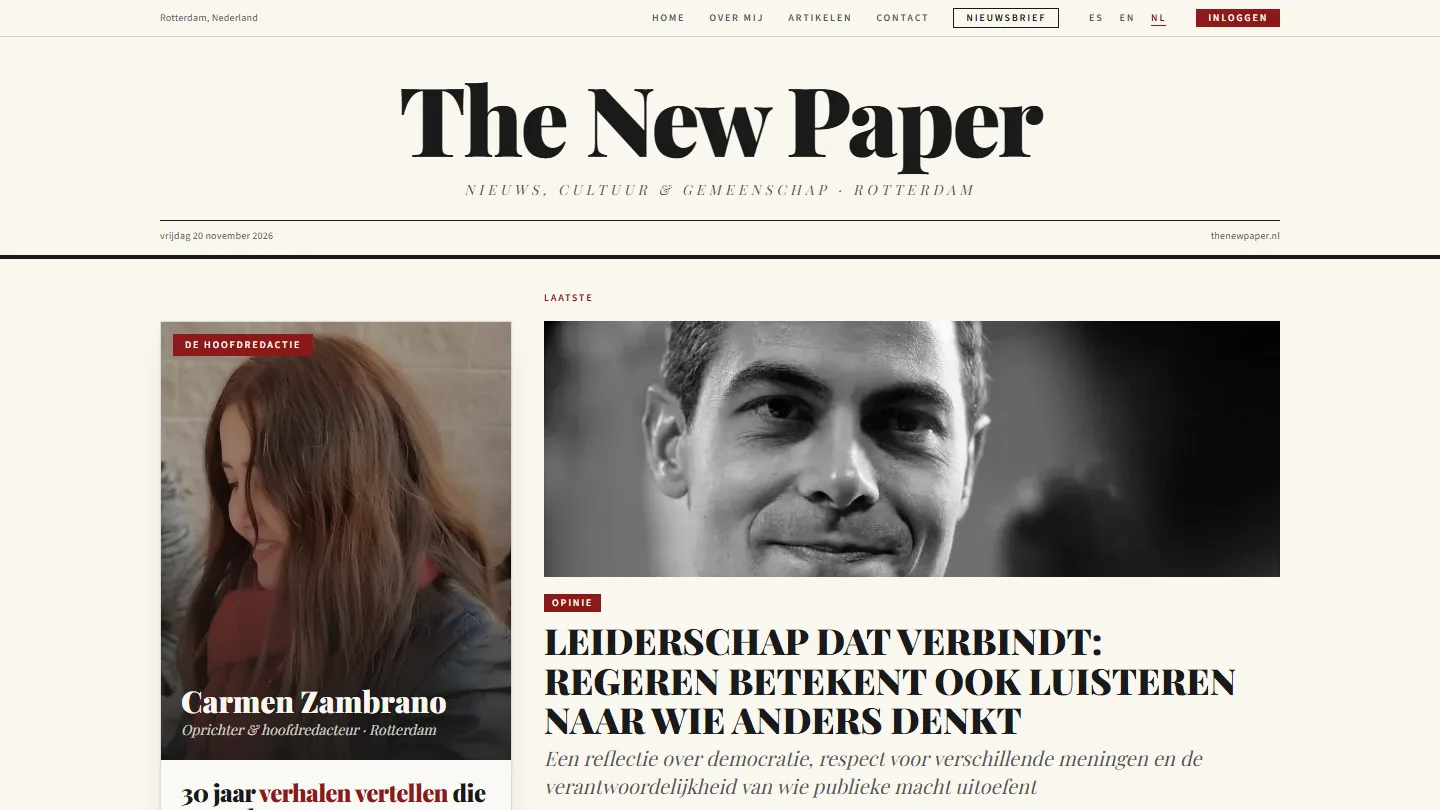 Rotterdam, Nederland
HOME OVER MIJ ARTIKELEN CONTACT NIEUWSBRIEF ES EN NL INLOGGEN
The New Paper
NIEUWS, CULTUUR & GEMEENSCHAP · ROTTERDAM
vrijdag 20 november 2026
thenewpaper.nl
DE HOOFDREDACTIE
Carmen Zambrano
Oprichter & hoofdredacteur · Rotterdam
30 jaar verhalen vertellen die
LAATSTE
OPINIE
LEIDERSCHAP DAT VERBINDT:
REGEREN BETEKENT OOK LUISTEREN
NAAR WIE ANDERS DENKT
Een reflectie over democratie, respect voor verschillende meningen en de
verantwoordelijkheid van wie publieke macht uitoefent